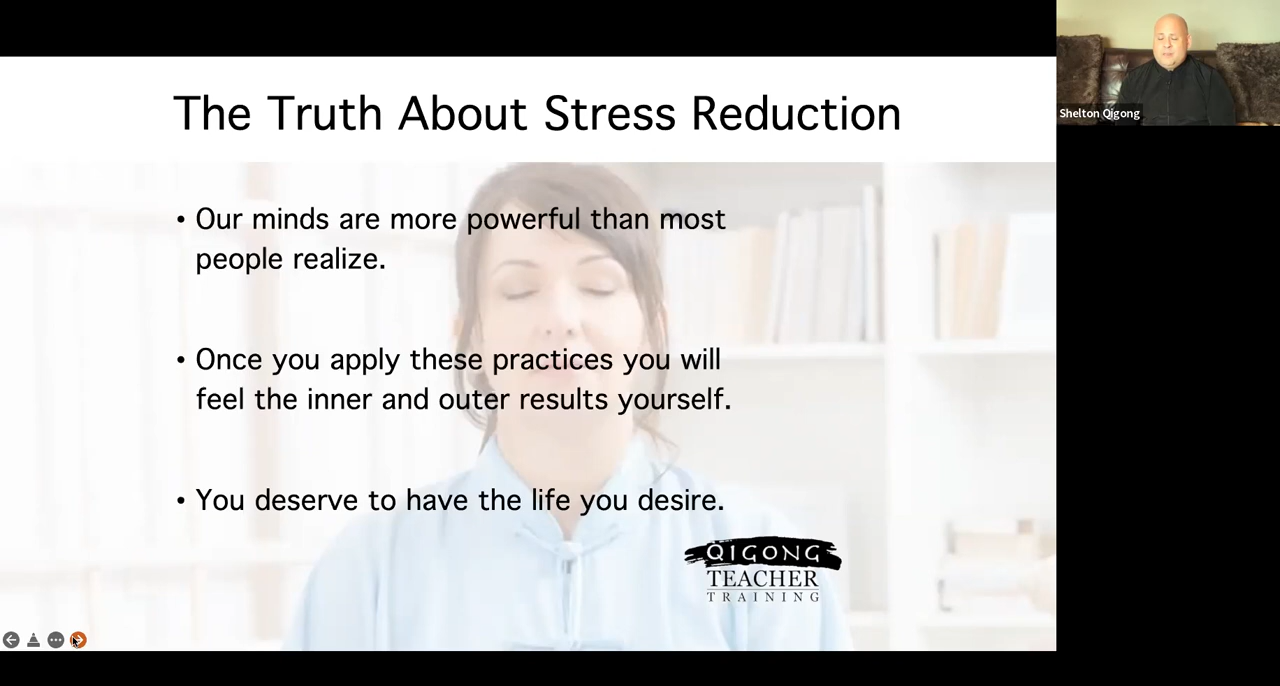 The Truth About Stress Reduction
Shelton Qigong
• Our minds are more powerful than most
people realize.
• Once you apply these practices you will
feel the inner and outer results yourself.
• You deserve to have the life you desire.
QIGONG
TEACHER
TRAINING